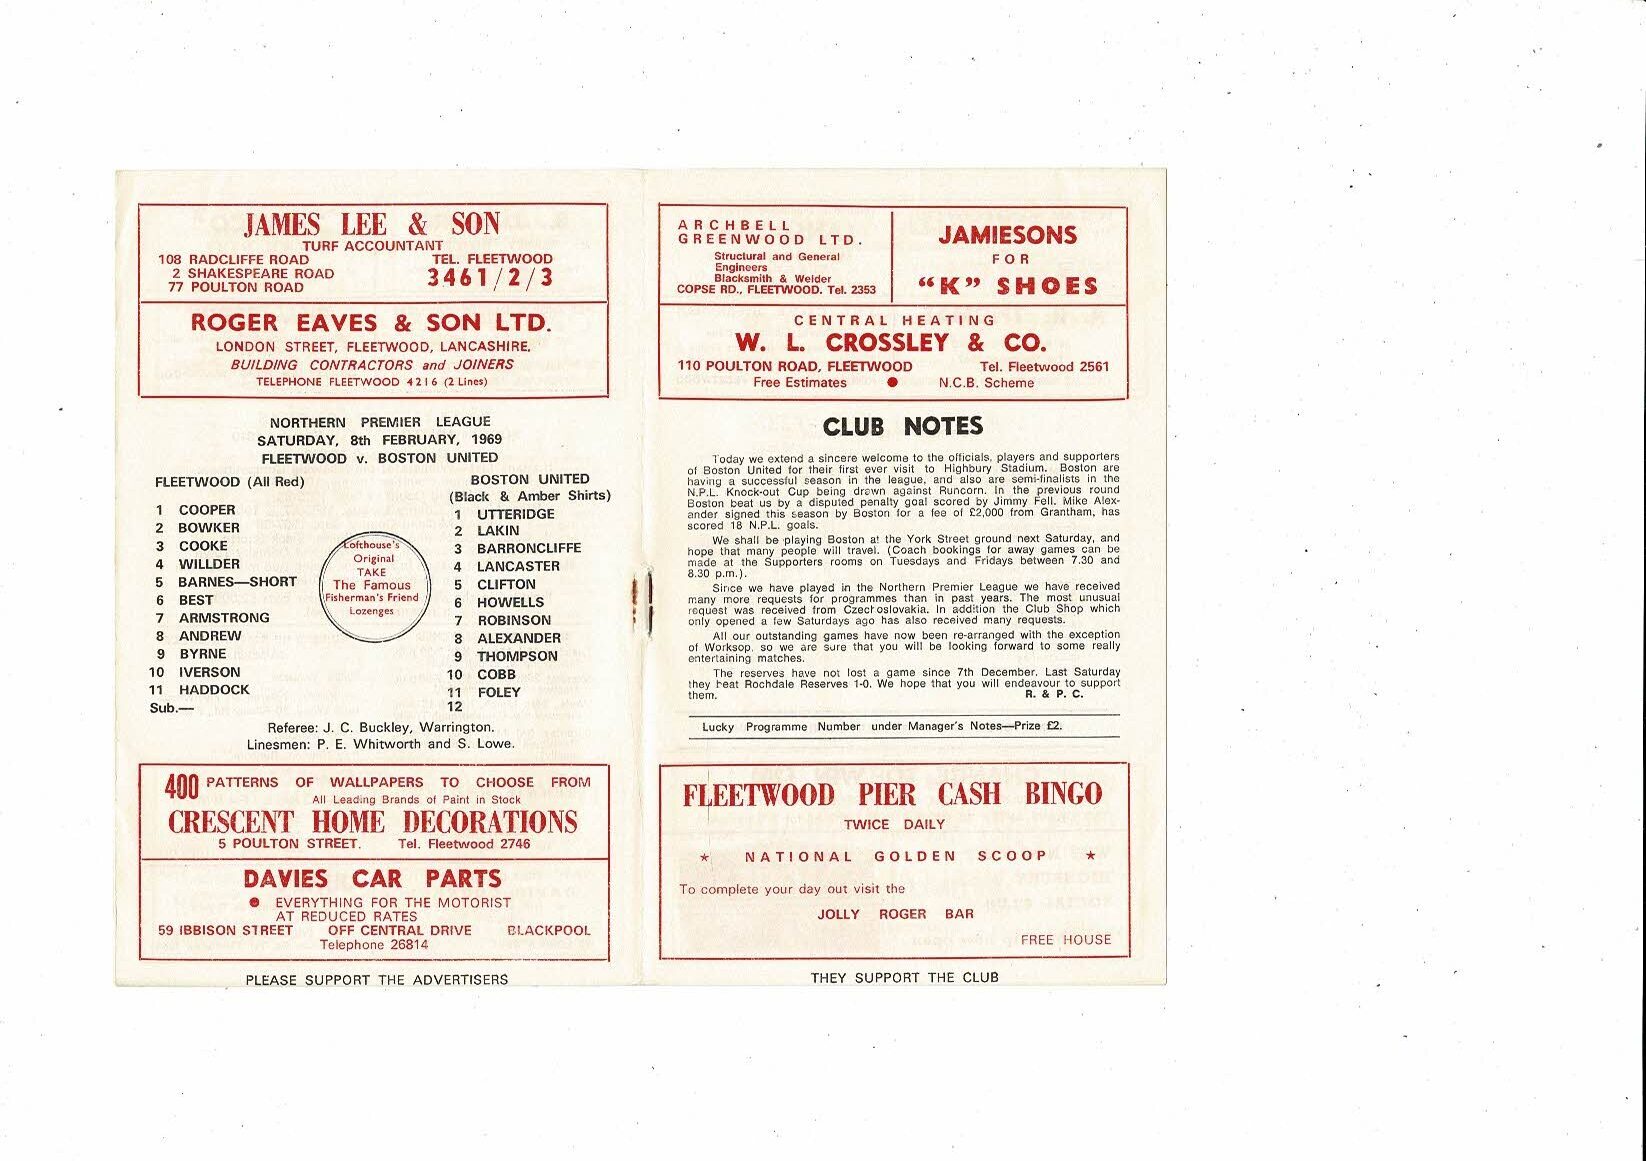 JAMES LEE & SON
TURF ACCOUNTANT
108 RADCLIFFE ROAD TEL. FLEETWOOD
2 SHAKESPEARE ROAD 3461/2/3
77 POULTON ROAD
ROGER EAVES & SON LTD.
LONDON STREET, FLEETWOOD, LANCASHIRE.
BUILDING CONTRACTORS and JOINERS
TELEPHONE FLEETWOOD 4216 (2 Lines)
NORTHERN PREMIER LEAGUE
SATURDAY, 8th FEBRUARY, 1969
FLEETWOOD v. BOSTON UNITED
FLEETWOOD (All Red)
1 COOPER
2 BOWKER
3 COOKE
4 WILLDER
5 BARNES—SHORT
6 BEST
7 ARMSTRONG
8 ANDREW
9 BYRNE
10 IVERSON
11 HADDOCK
Sub.—
Lofthouse's
Original
TAKE
The Famous
Fisherman's Friend
Lozenges
BOSTON UNITED
(Black & Amber Shirts)
1 UTTERIDGE
2 LAKIN
3 BARRONCLIFFE
4 LANCASTER
5 CLIFTON
6 HOWELLS
7 ROBINSON
8 ALEXANDER
9 THOMPSON
10 COBB
11 FOLEY
12
Referee: J. C. Buckley, Warrington.
Linesmen: P. E. Whitworth and S. Lowe.
400 PATTERNS OF WALLPAPERS TO CHOOSE FROM
All Leading Brands of Paint in Stock
CRESCENT HOME DECORATIONS
5 POULTON STREET. Tel. Fleetwood 2746
DAVIES CAR PARTS
● EVERYTHING FOR THE MOTORIST
AT REDUCED RATES
59 IBBISON STREET OFF CENTRAL DRIVE BLACKPOOL
Telephone 26814
PLEASE SUPPORT THE ADVERTISERS
ARCHBELL
GREENWOOD LTD.
Structural and General
Engineers
Blacksmith & Welder
COPSE RD., FLEETWOOD. Tel. 2353
JAMIESONS
FOR
“K” SHOES
CENTRAL HEATING
W. L. CROSSLEY & CO.
110 POULTON ROAD, FLEETWOOD Tel. Fleetwood 2561
Free Estimates ● N.C.B. Scheme
CLUB NOTES
Today we extend a sincere welcome to the officials, players and supporters
of Boston United for their first ever visit to Highbury Stadium. Boston are
having a successful season in the league, and also are semi-finalists in the
N.P.L. Knock-out Cup being drawn against Runcorn. In the previous round
Boston beat us by a disputed penalty goal scored by Jimmy Fell. Mike Alex-
ander signed this season by Boston for a fee of £2,000 from Grantham, has
scored 18 N.P.L. goals.
We shall be playing Boston at the York Street ground next Saturday, and
hope that many people will travel. (Coach bookings for away games can be
made at the Supporters rooms on Tuesdays and Fridays between 7.30 and
8.30 p.m.).
Since we have played in the Northern Premier League we have received
many more requests for programmes than in past years. The most unusual
request was received from Czechoslovakia. In addition the Club Shop which
only opened a few Saturdays ago has also received many requests.
All our outstanding games have now been re-arranged with the exception
of Worksop, so we are sure that you will be looking forward to some really
entertaining matches.
The reserves have not lost a game since 7th December. Last Saturday
they beat Rochdale Reserves 1-0. We hope that you will endeavour to support
them. R. & P. C.
Lucky Programme Number under Manager's Notes—Prize £2.
FLEETWOOD PIER CASH BINGO
TWICE DAILY
★ NATIONAL GOLDEN SCOOP ★
To complete your day out visit the
JOLLY ROGER BAR
FREE HOUSE
THEY SUPPORT THE CLUB